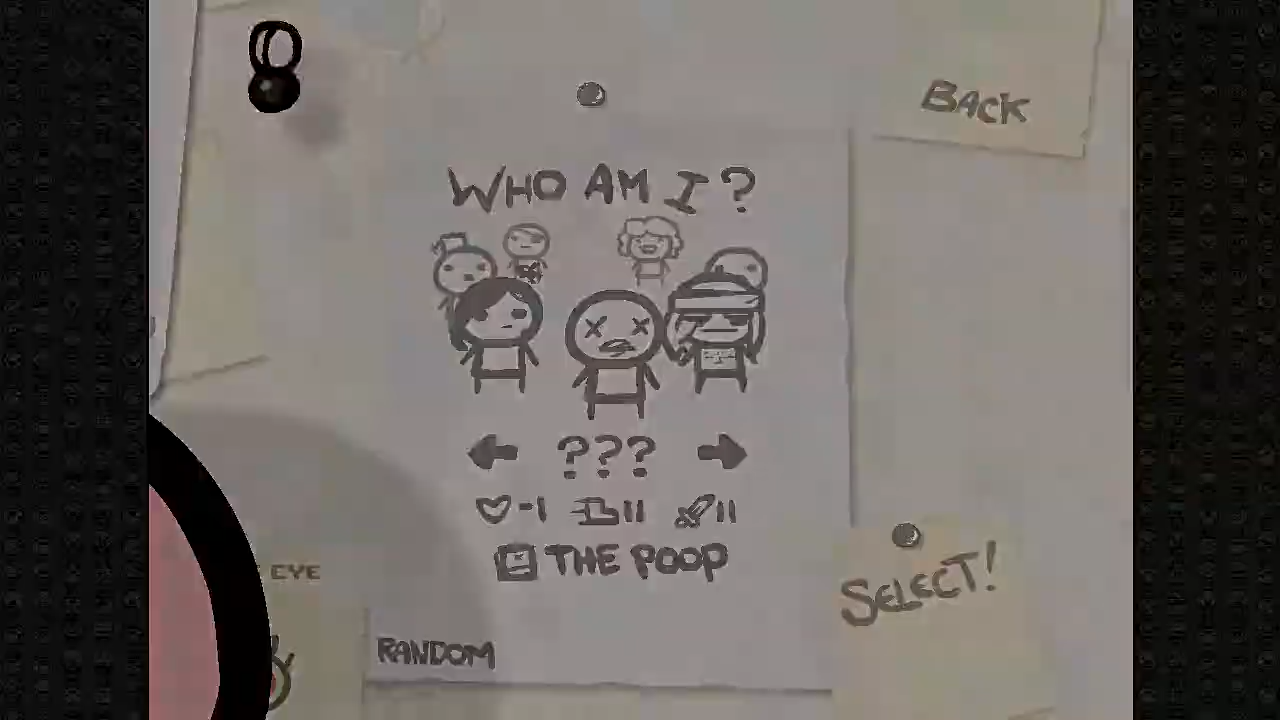 BACK
WHO AM I?
???
-1 11 11
THE POOP
EYE
SELECT!
RANDOM